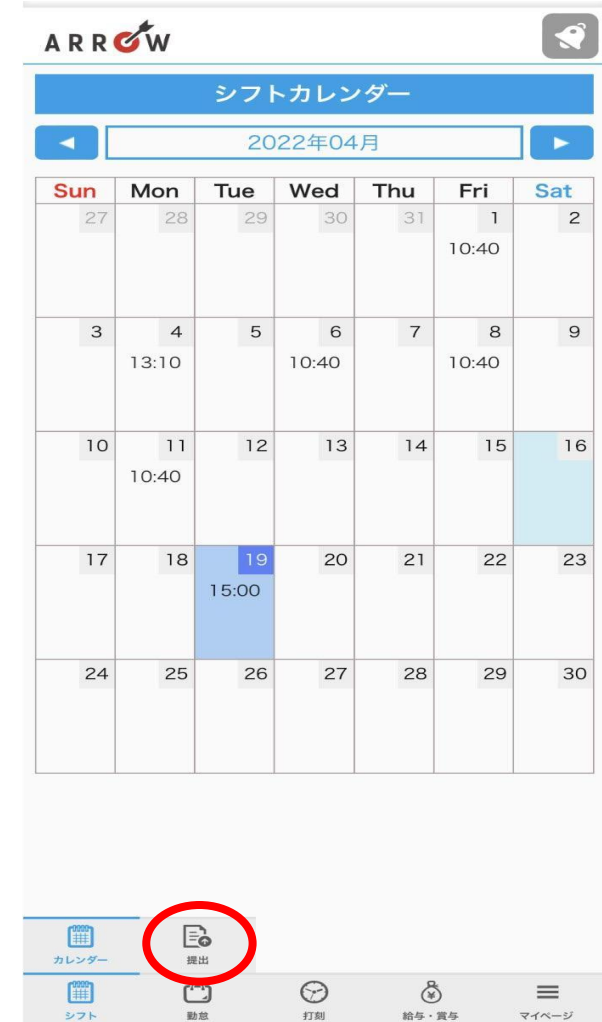 ARROW
シフトカレンダー
2022年04月
Sun Mon Tue Wed Thu Fri Sat
27 28 29 30 31 1 2
10:40
3 4 5 6 7 8 9
13:10 10:40 10:40
10 11 12 13 14 15 16
10:40
17 18 19 20 21 22 23
15:00
24 25 26 27 28 29 30
カレンダー 提出
シフト 勤怠 打刻 給与・賞与 マイページ